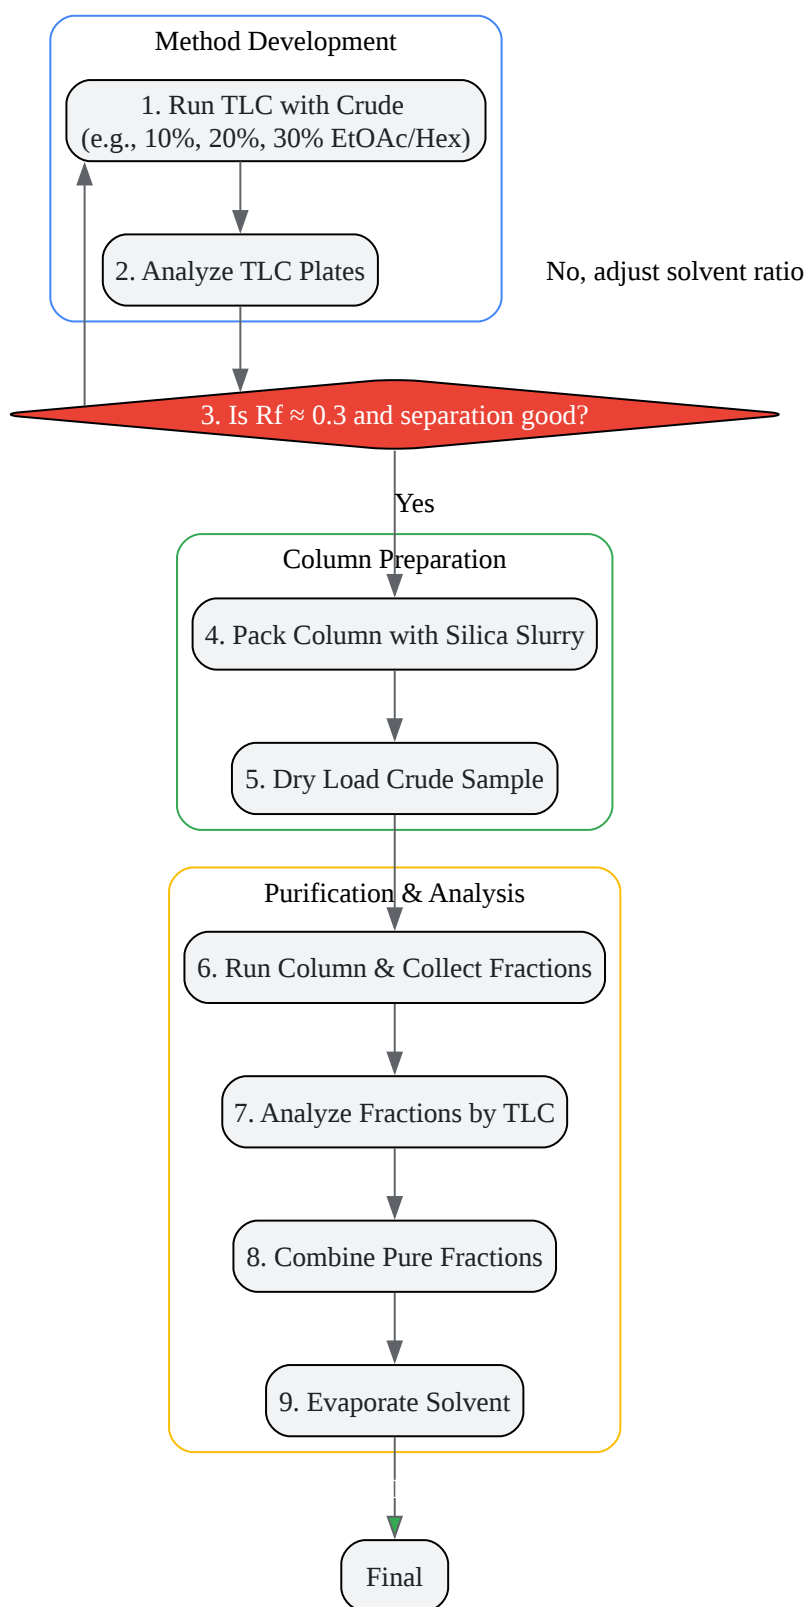 Method Development
1. Run TLC with Crude
(e.g., 10%, 20%, 30% EtOAc/Hex)
2. Analyze TLC Plates
No, adjust solvent ratio
3. Is Rf ≈ 0.3 and separation good?
Yes
Column Preparation
4. Pack Column with Silica Slurry
5. Dry Load Crude Sample
Purification & Analysis
6. Run Column & Collect Fractions
7. Analyze Fractions by TLC
8. Combine Pure Fractions
9. Evaporate Solvent
Final